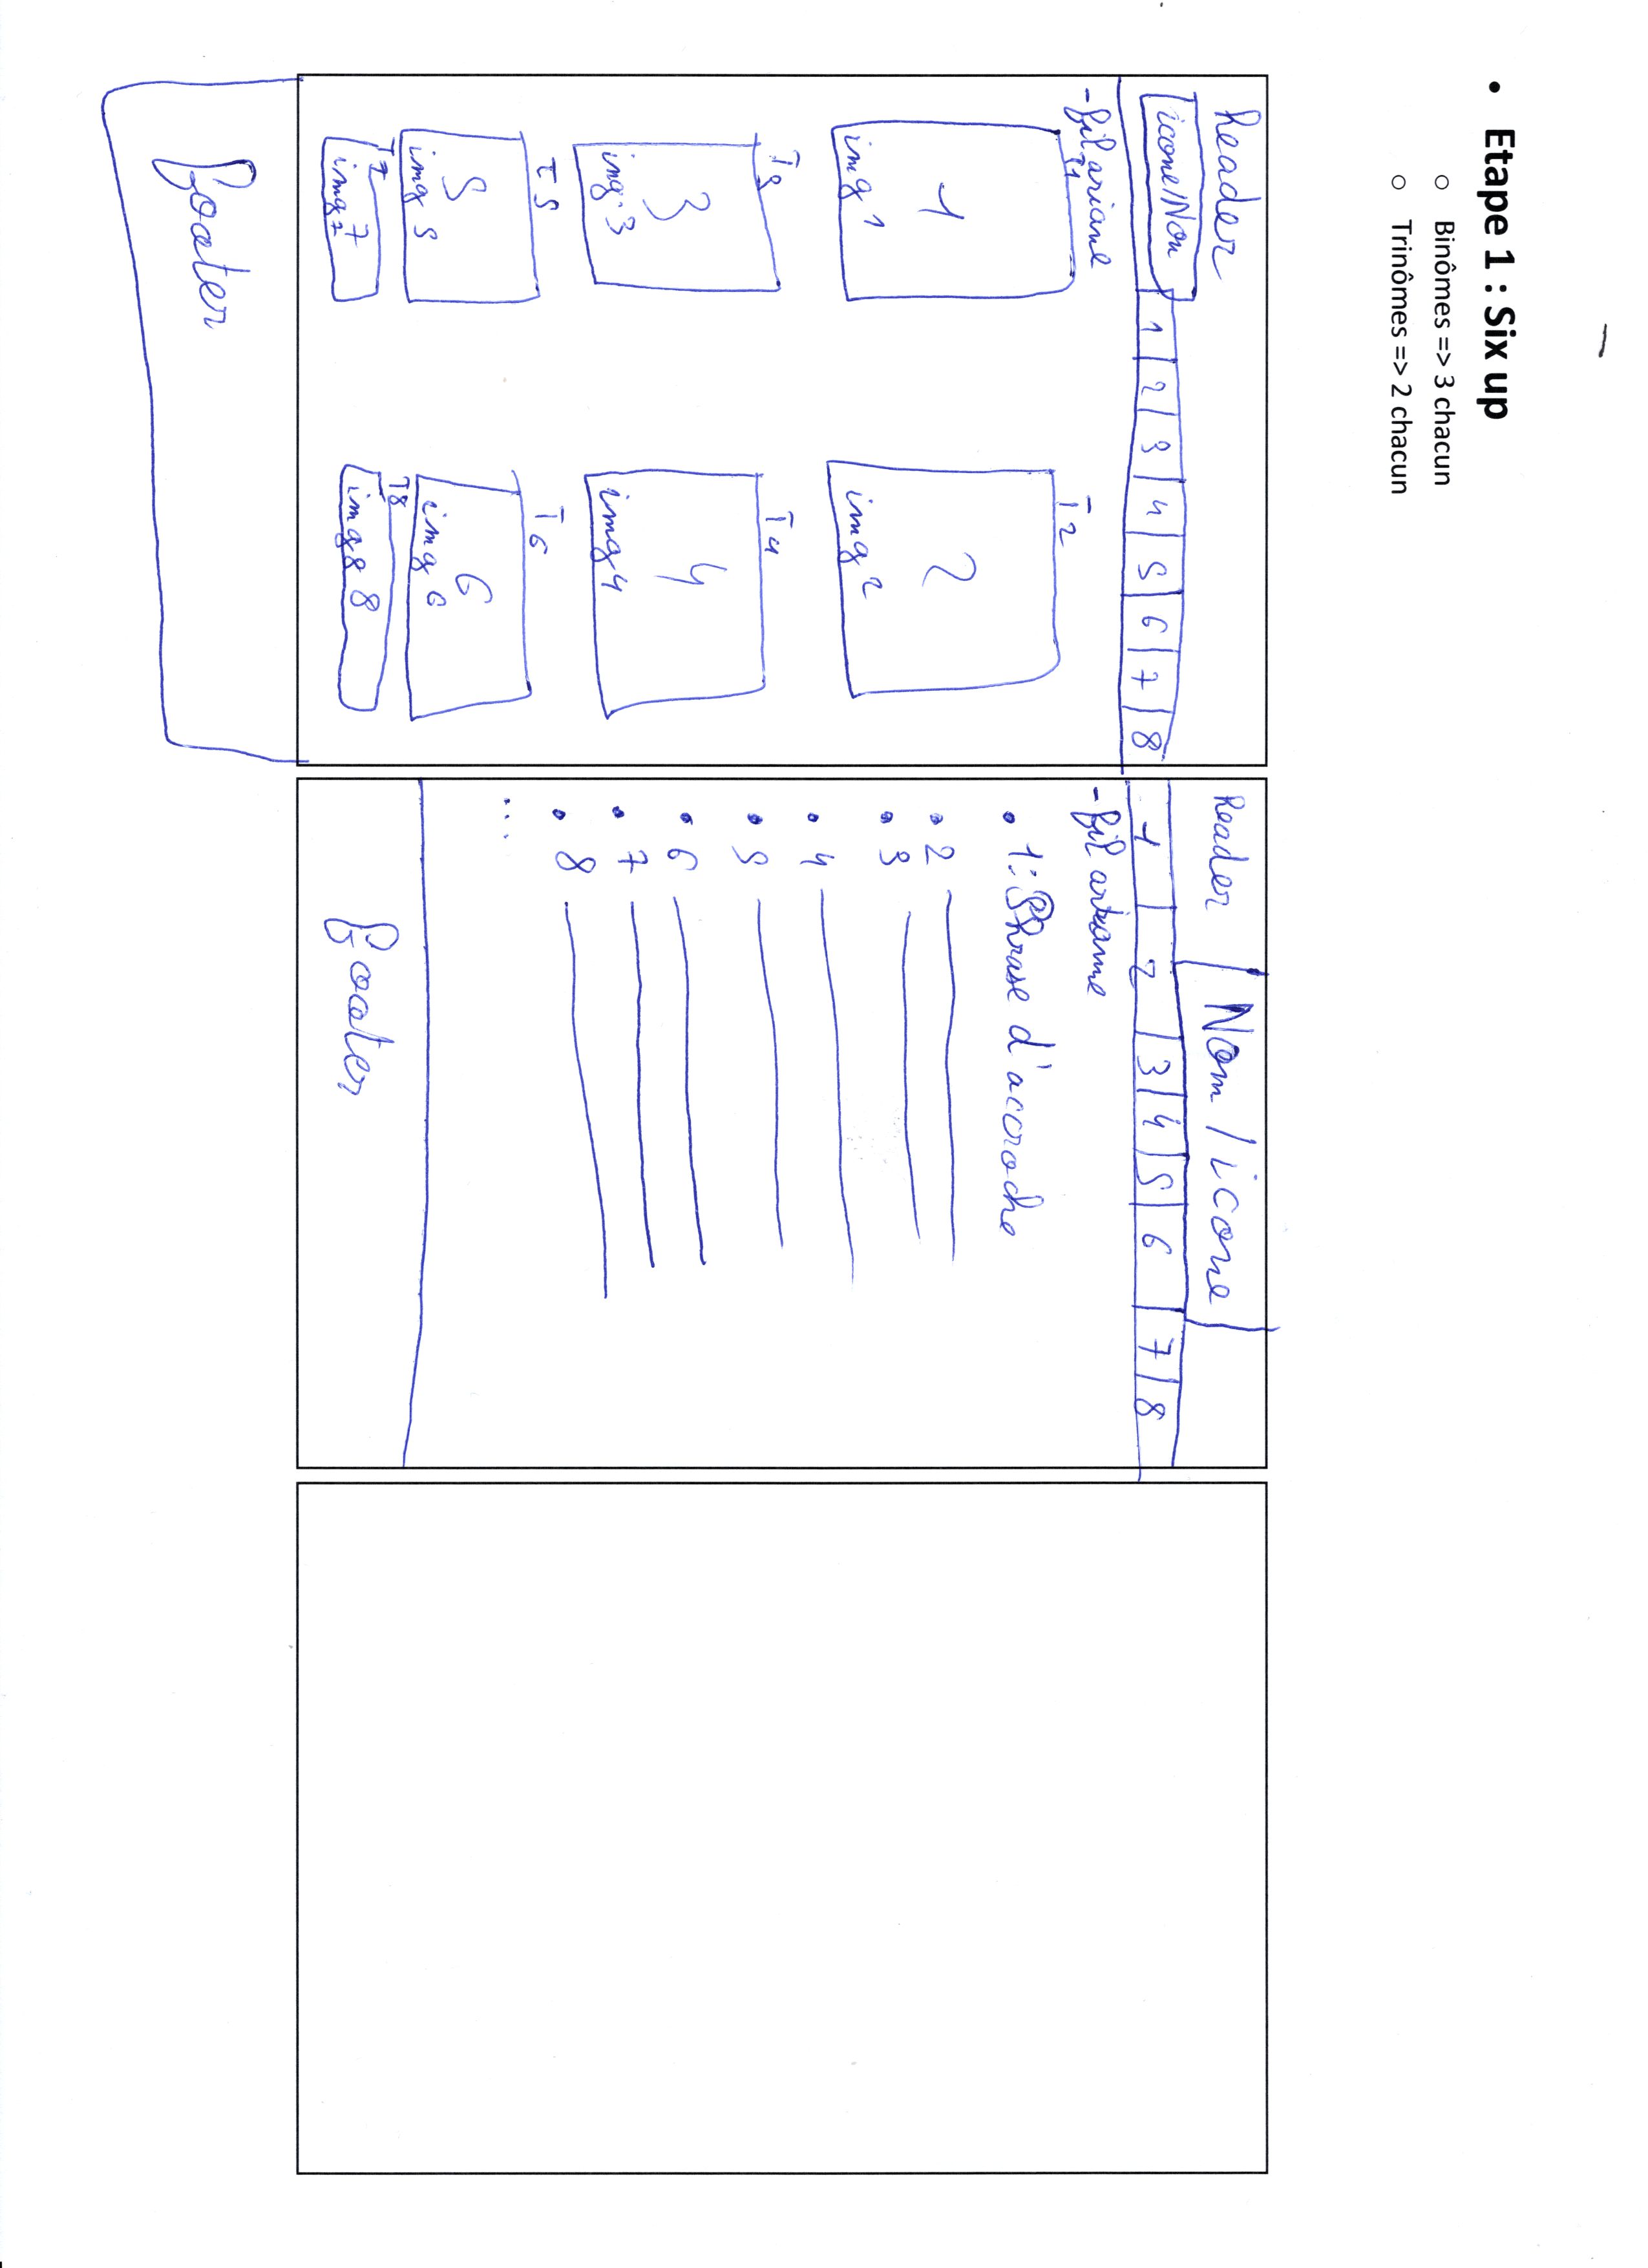 • Etape 1 : Six up
o Binômes => 3 chacun
o Trinômes => 2 chacun
header
icone/Nom
1 2 3 4 5 6 7 8
- fil ariane
T1 T2
1 2
img 1 img 2
T3 T4
3 4
img 3 img 4
T5 T6
5 6
img 5 img 6
T7 T8
7 8
img 7 img 8
footer
header Nom / icone
1 2 3 4 5 6 7 8
- fil
• 1: Phrase d'accroche
• 2
• 3
• 4
• 5
• 6
• 7
• 8
...
footer